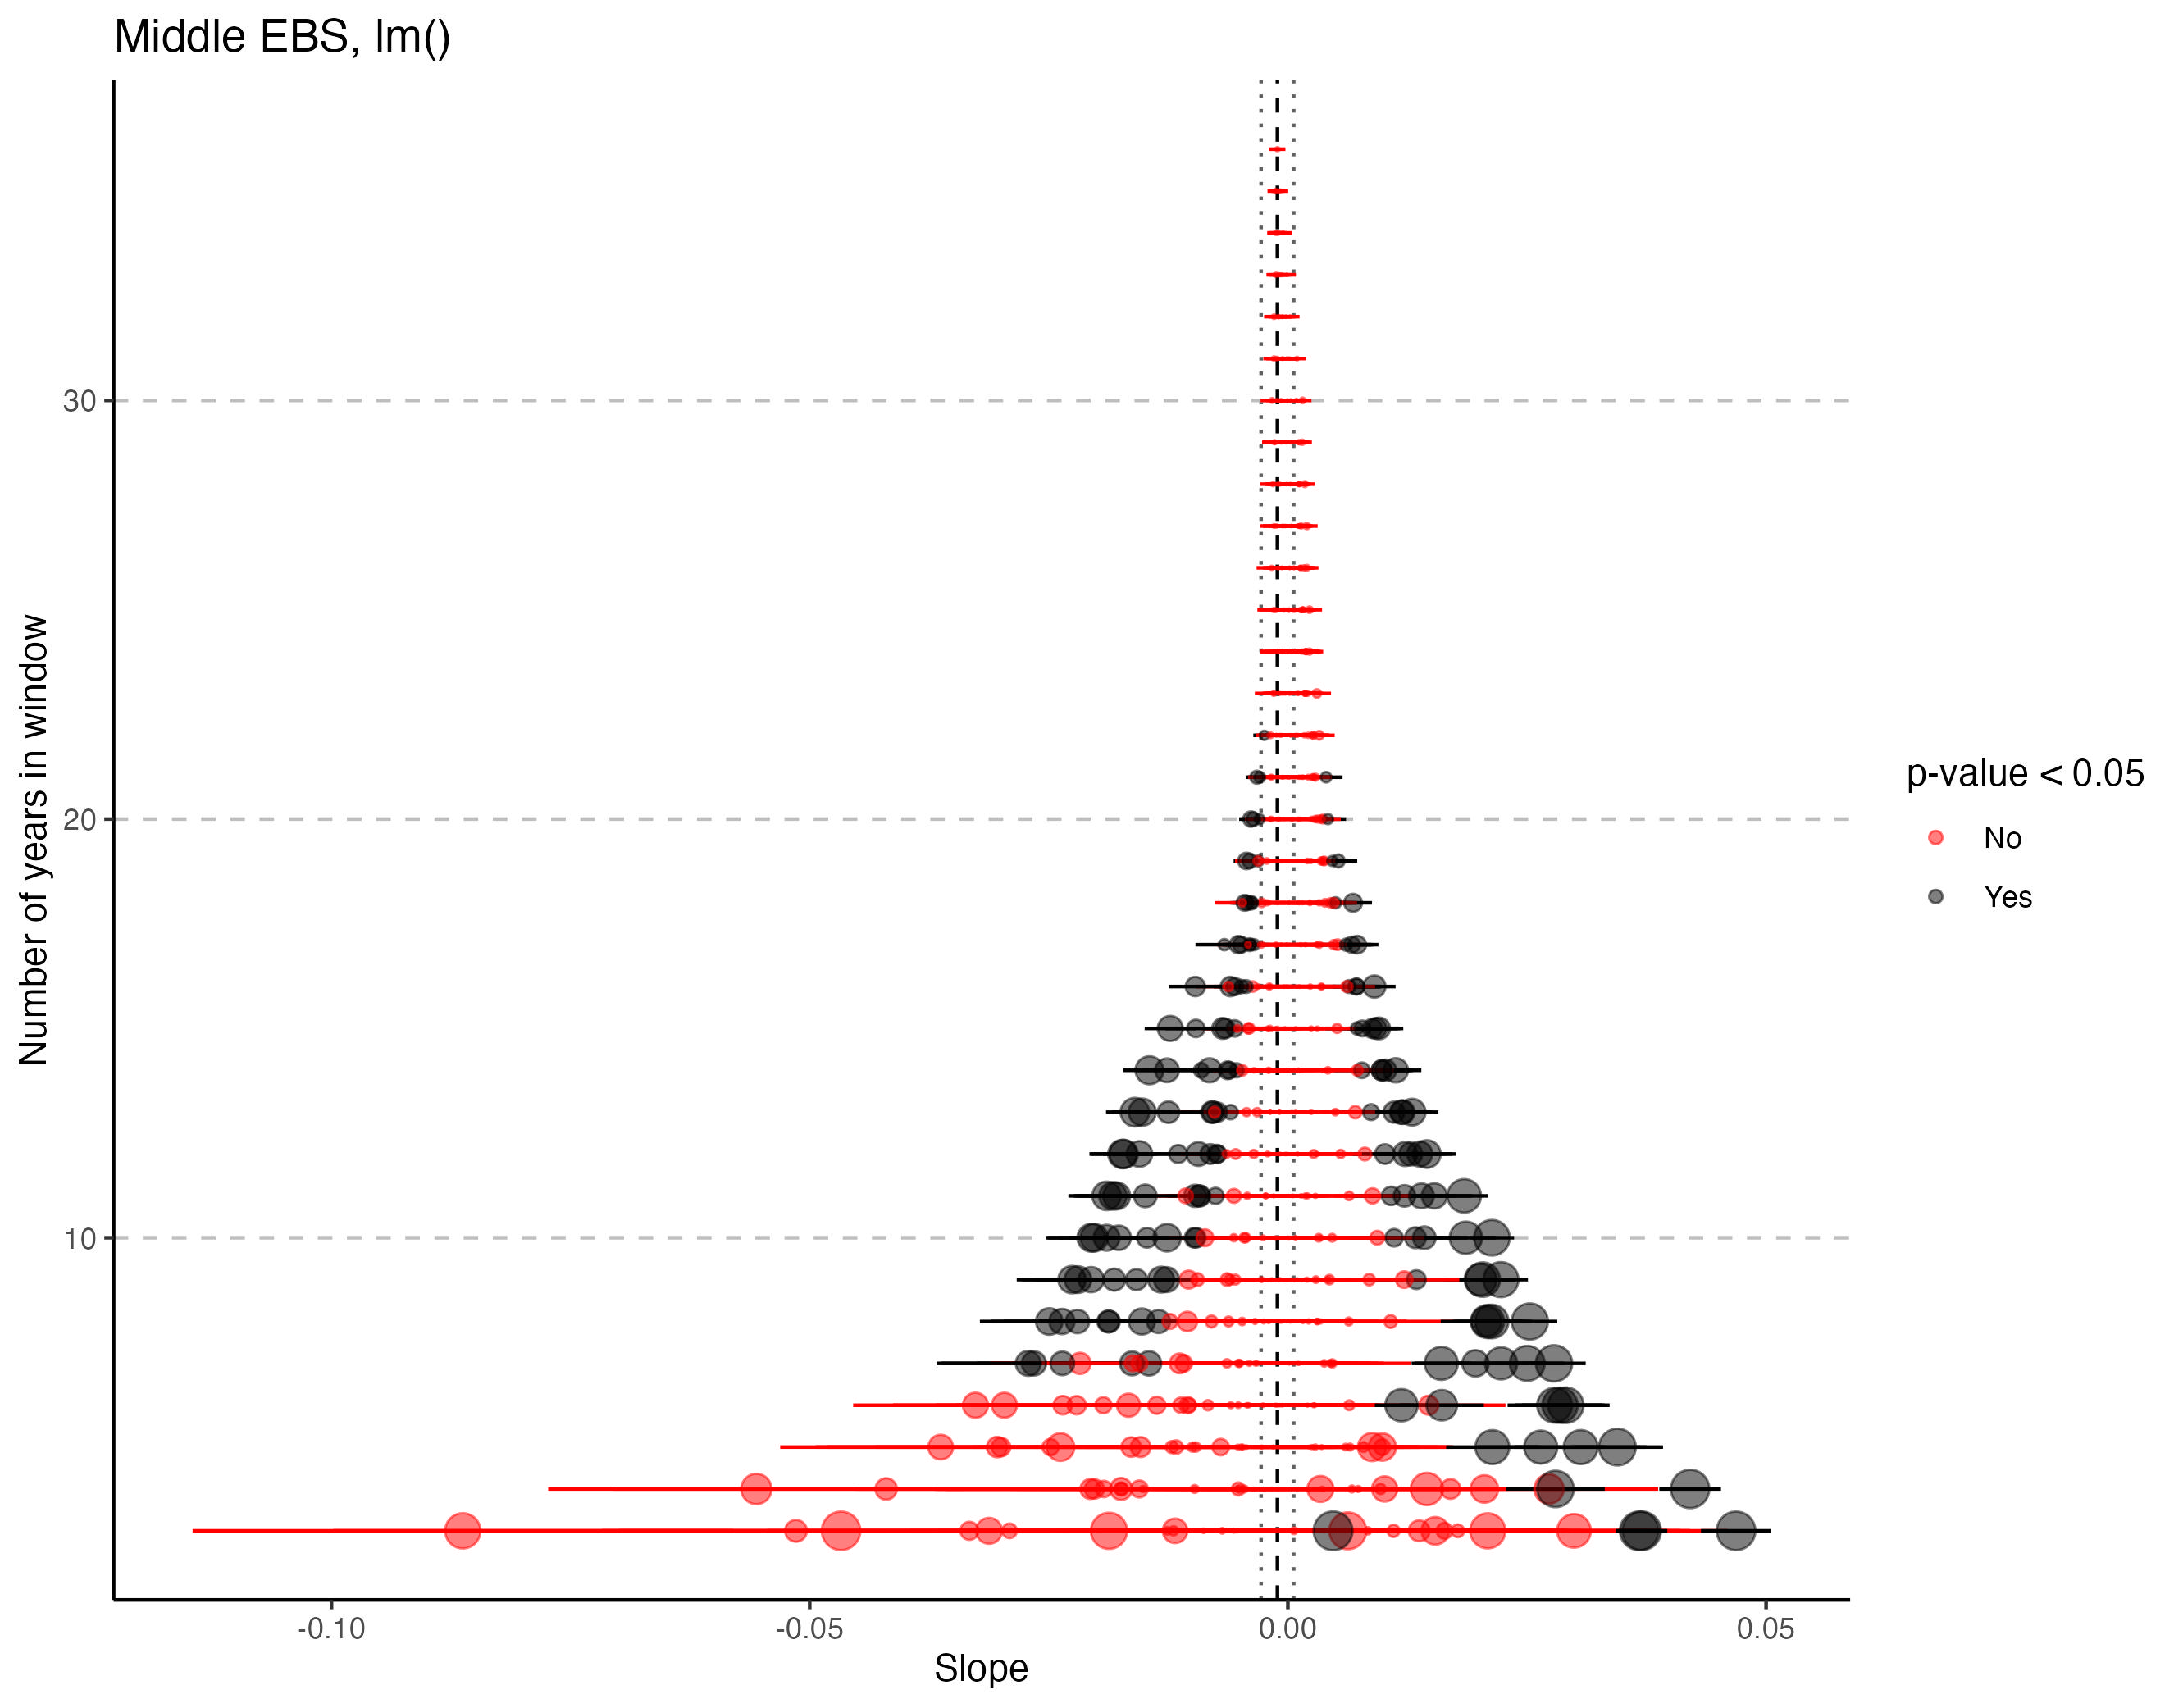 Middle EBS, lm()
30
20
10
Number of years in window
-0.10
-0.05
0.00
0.05
Slope
p-value < 0.05
No
Yes